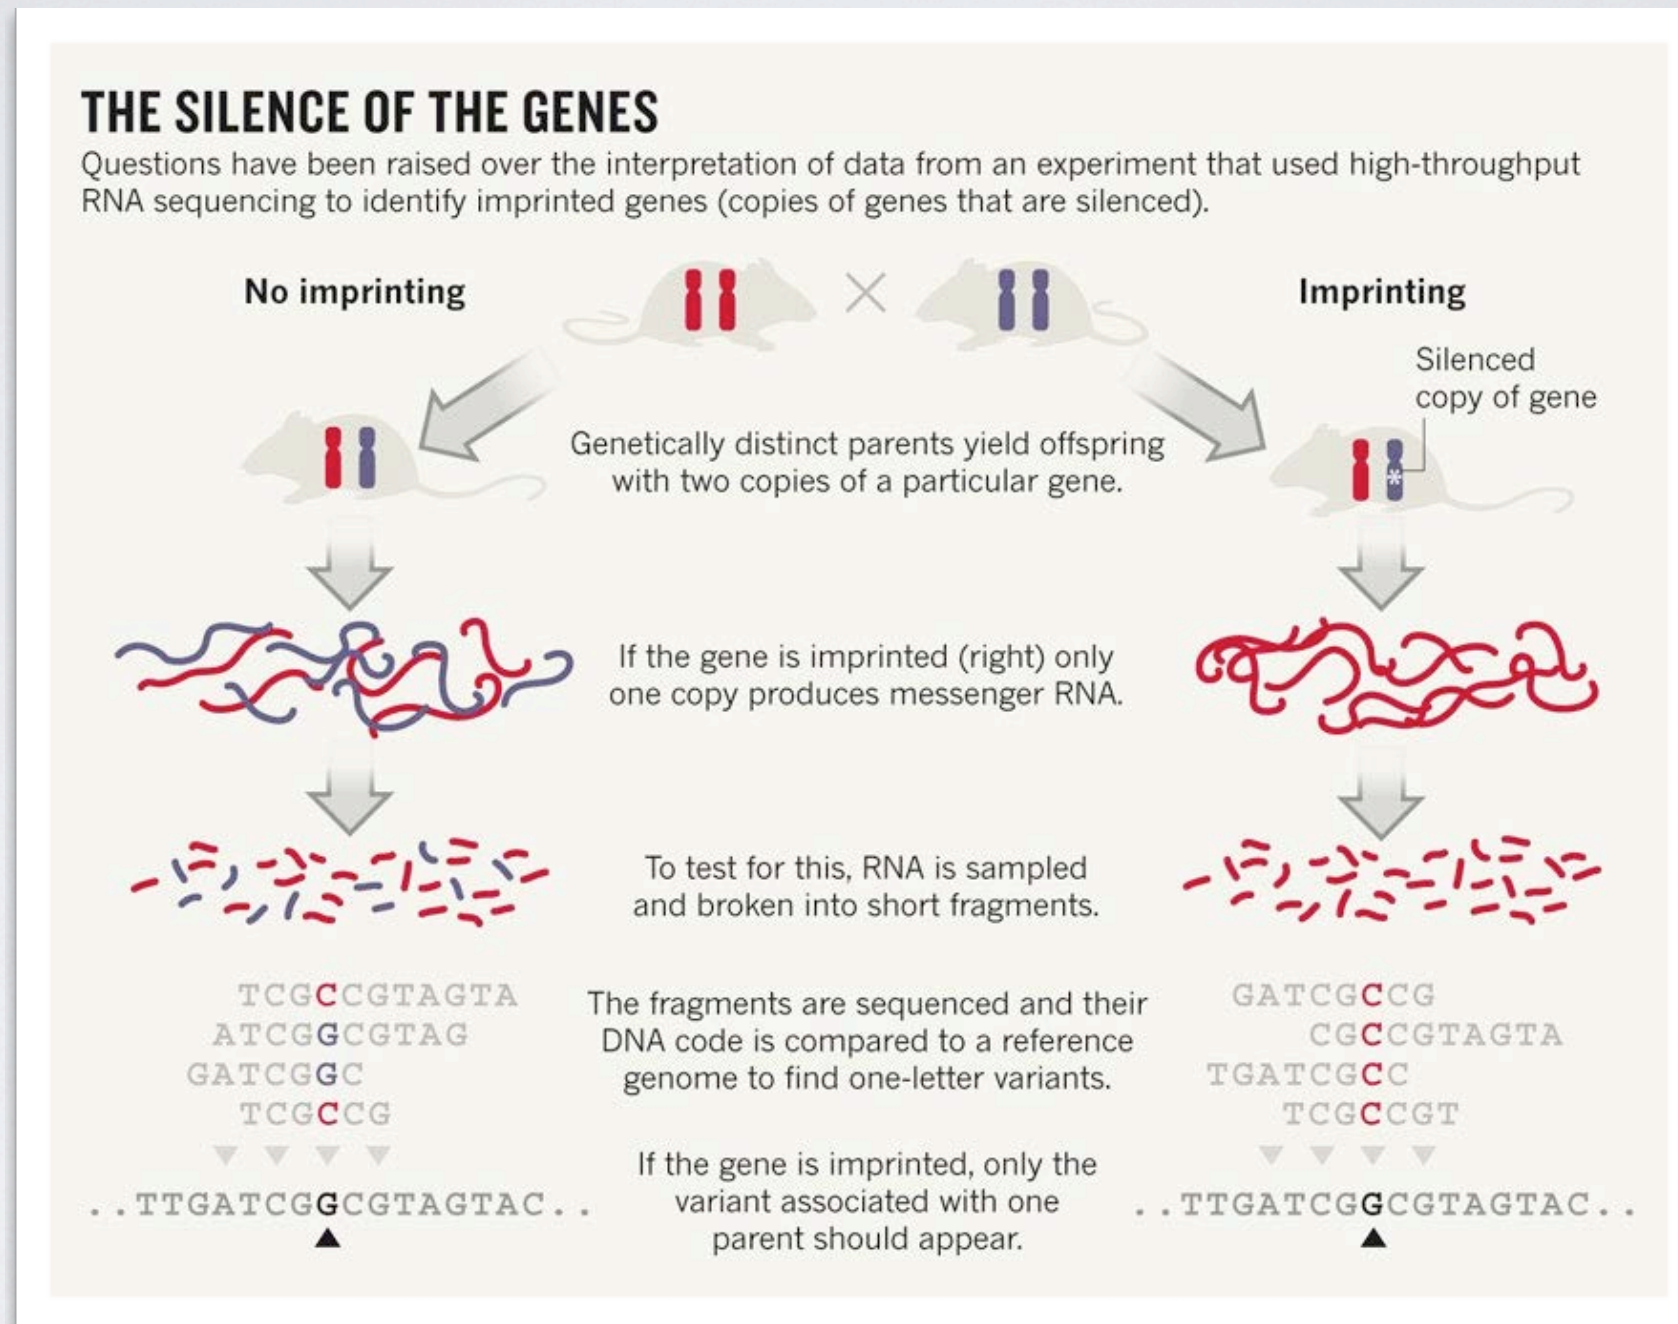 THE SILENCE OF THE GENES
Questions have been raised over the interpretation of data from an experiment that used high-throughput
RNA sequencing to identify imprinted genes (copies of genes that are silenced).
No imprinting
Imprinting
Silenced
copy of gene
*
Genetically distinct parents yield offspring
with two copies of a particular gene.
If the gene is imprinted (right) only
one copy produces messenger RNA.
To test for this, RNA is sampled
and broken into short fragments.
TCGCCGTAGTA
ATCGGCGTAG
GATCGGC
TCGCCG
The fragments are sequenced and their
DNA code is compared to a reference
genome to find one-letter variants.
GATCGCCG
CGCCGTAGTA
TGATCGCC
TCGCCGT
If the gene is imprinted, only the
variant associated with one
parent should appear.
..TTGATCGGCGTAGTAC..
..TTGATCGGCGTAGTAC..